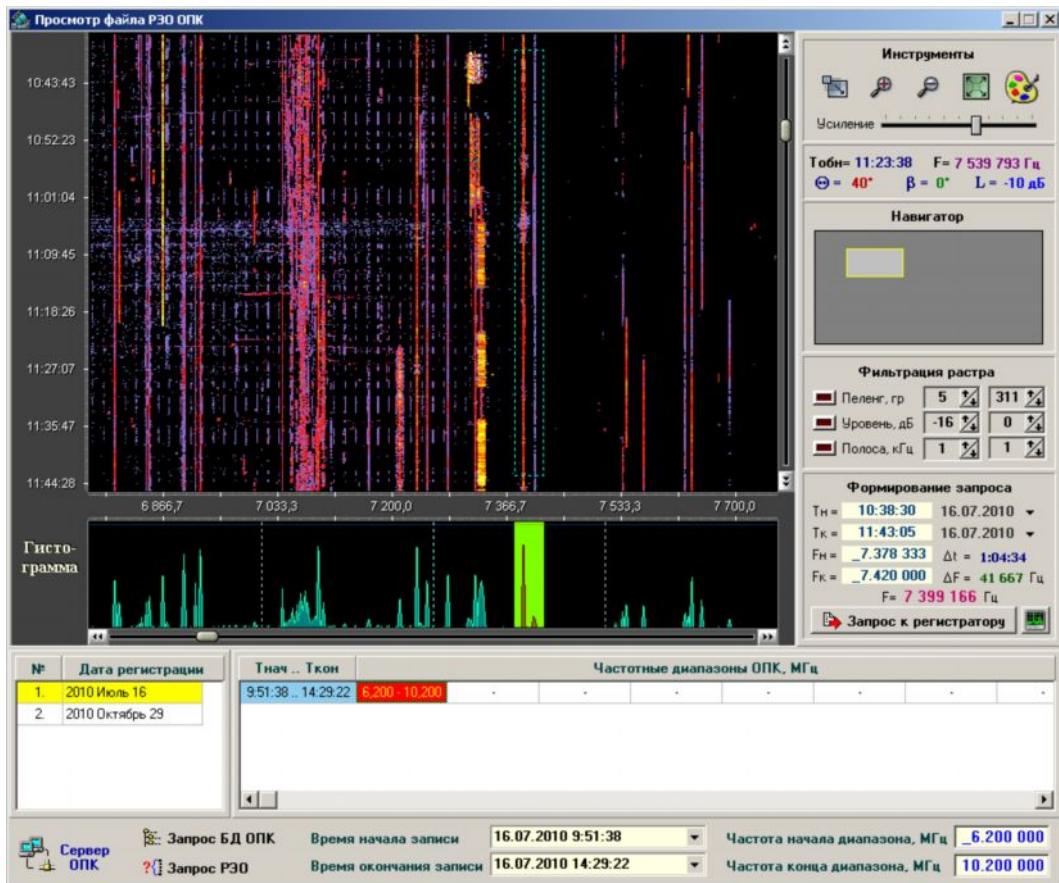 Просмотр файла РЭО ОПК
10:43:43
10:52:23
11:01:04
11:09:45
11:18:26
11:27:07
11:35:47
11:44:28
6 866,7 7 033,3 7 200,0 7 366,7 7 533,3 7 700,0
Гисто-
грамма
Инструменты
Усиление
Тобн= 11:23:38 F= 7 539 793 Гц
Θ = 40° β = 0° L = -10 дБ
Навигатор
Фильтрация растра
Пеленг, гр 5 311
Уровень, дБ -16 0
Полоса, кГц 1 1
Формирование запроса
Тн = 10:38:30 16.07.2010
Тк = 11:43:05 16.07.2010
Fн = _7.378 333 Δt = 1:04:34
Fк = _7.420 000 ΔF = 41 667 Гц
F= 7 399 166 Гц
Запрос к регистратору
№ Дата регистрации
1. 2010 Июль 16
2. 2010 Октябрь 29
Тнач .. Ткон Частотные диапазоны ОПК, МГц
9:51:38 .. 14:29:22 6,200 - 10,200 - - - - - - -
Сервер
ОПК
Запрос БД ОПК
Запрос РЭО
Время начала записи 16.07.2010 9:51:38
Время окончания записи 16.07.2010 14:29:22
Частота начала диапазона, МГц _6.200 000
Частота конца диапазона, МГц 10.200 000